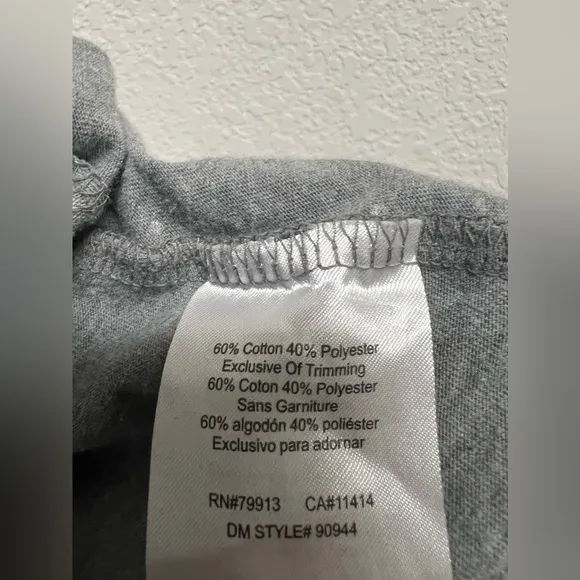 60% Cotton 40% Polyester
Exclusive Of Trimming
60% Coton 40% Polyester
Sans Garniture
60% algodón 40% poliéster
Exclusivo para adornar
RN#79913 CA#11414
DM STYLE# 90944